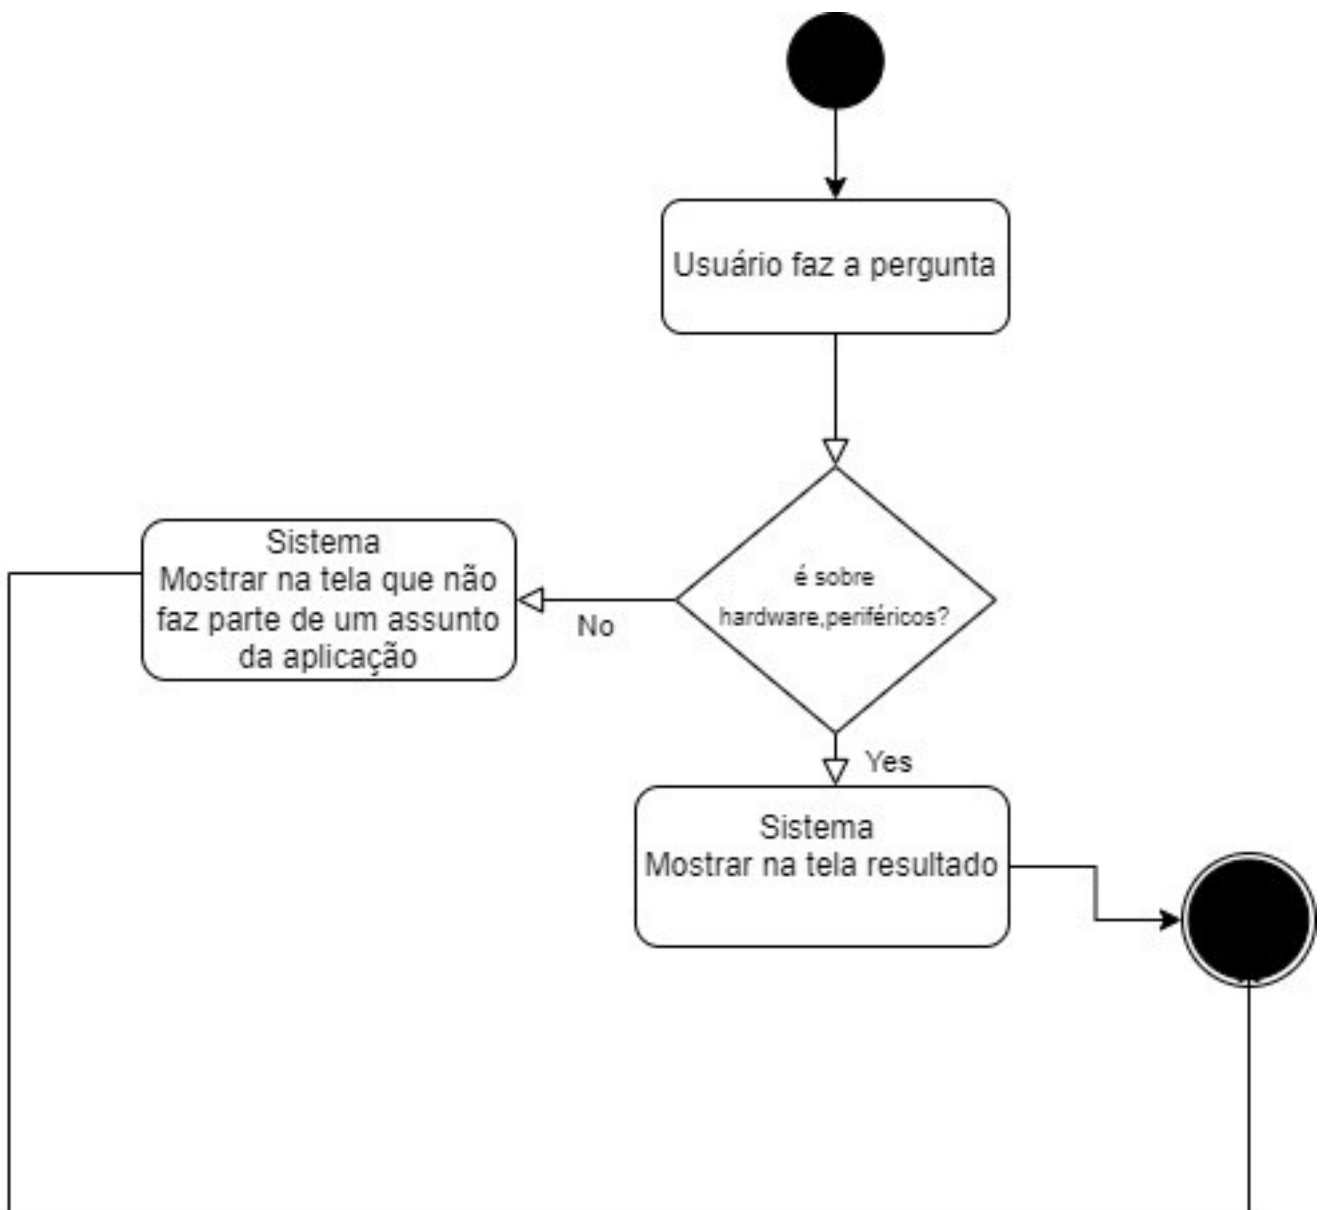 Usuário faz a pergunta
é sobre
hardware,periféricos?
Sistema
Mostrar na tela que não
faz parte de um assunto
da aplicação
No
Yes
Sistema
Mostrar na tela resultado